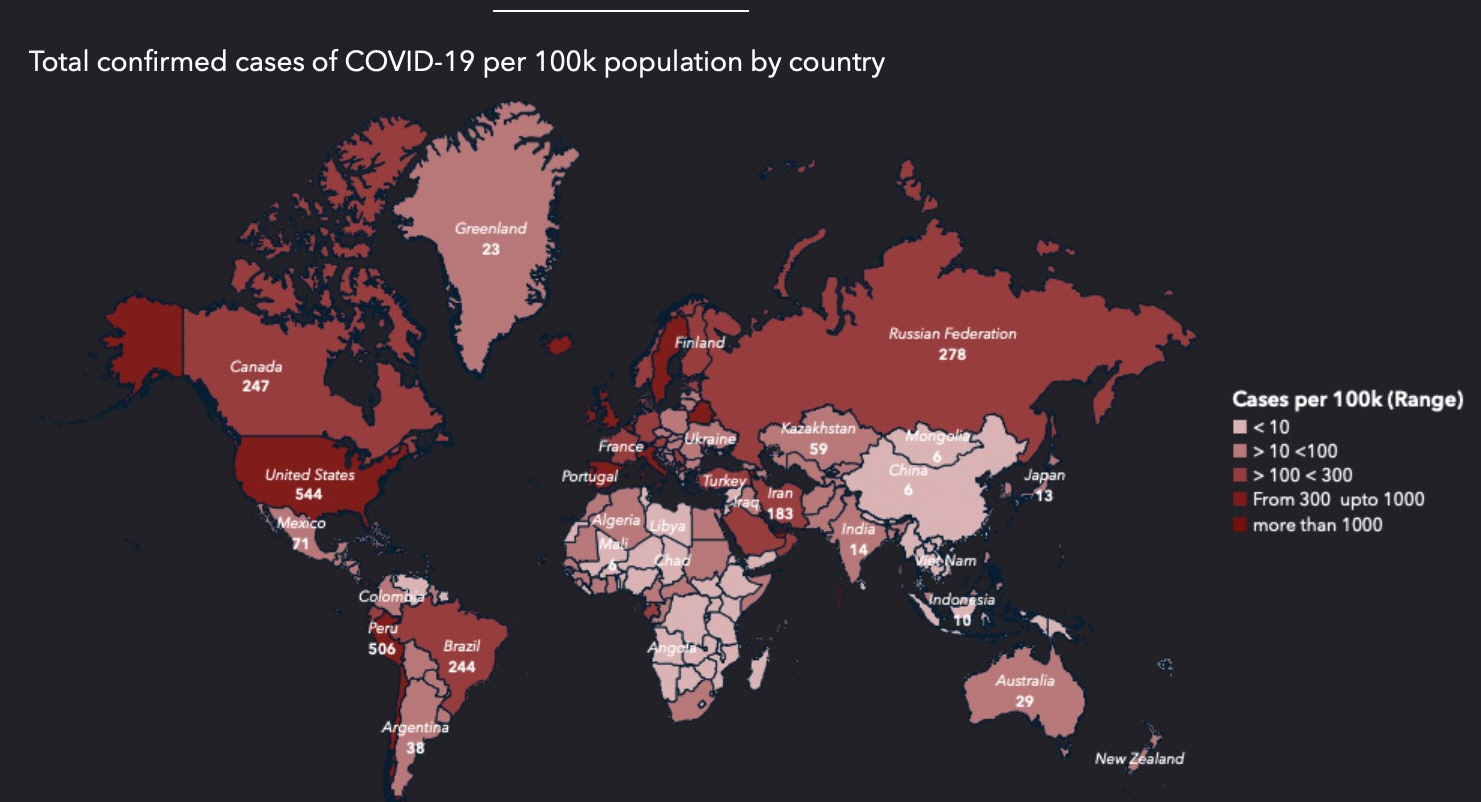 Total confirmed cases of COVID-19 per 100k population by country
Greenland
23
Canada
247
Russian Federation
278
Finland
United States
544
Mexico
71
France
Portugal
Ukraine
Turkey
Iraq
Iran
183
Kazakhstan
59
Mongolia
6
China
6
Japan
13
India
14
Algeria
Libya
Mali
6
Chad
Viet Nam
Indonesia
10
Colombia
Peru
506
Brazil
244
Angola
Argentina
38
Australia
29
New Zealand
Cases per 100k (Range)
< 10
> 10 <100
> 100 < 300
From 300 upto 1000
more than 1000